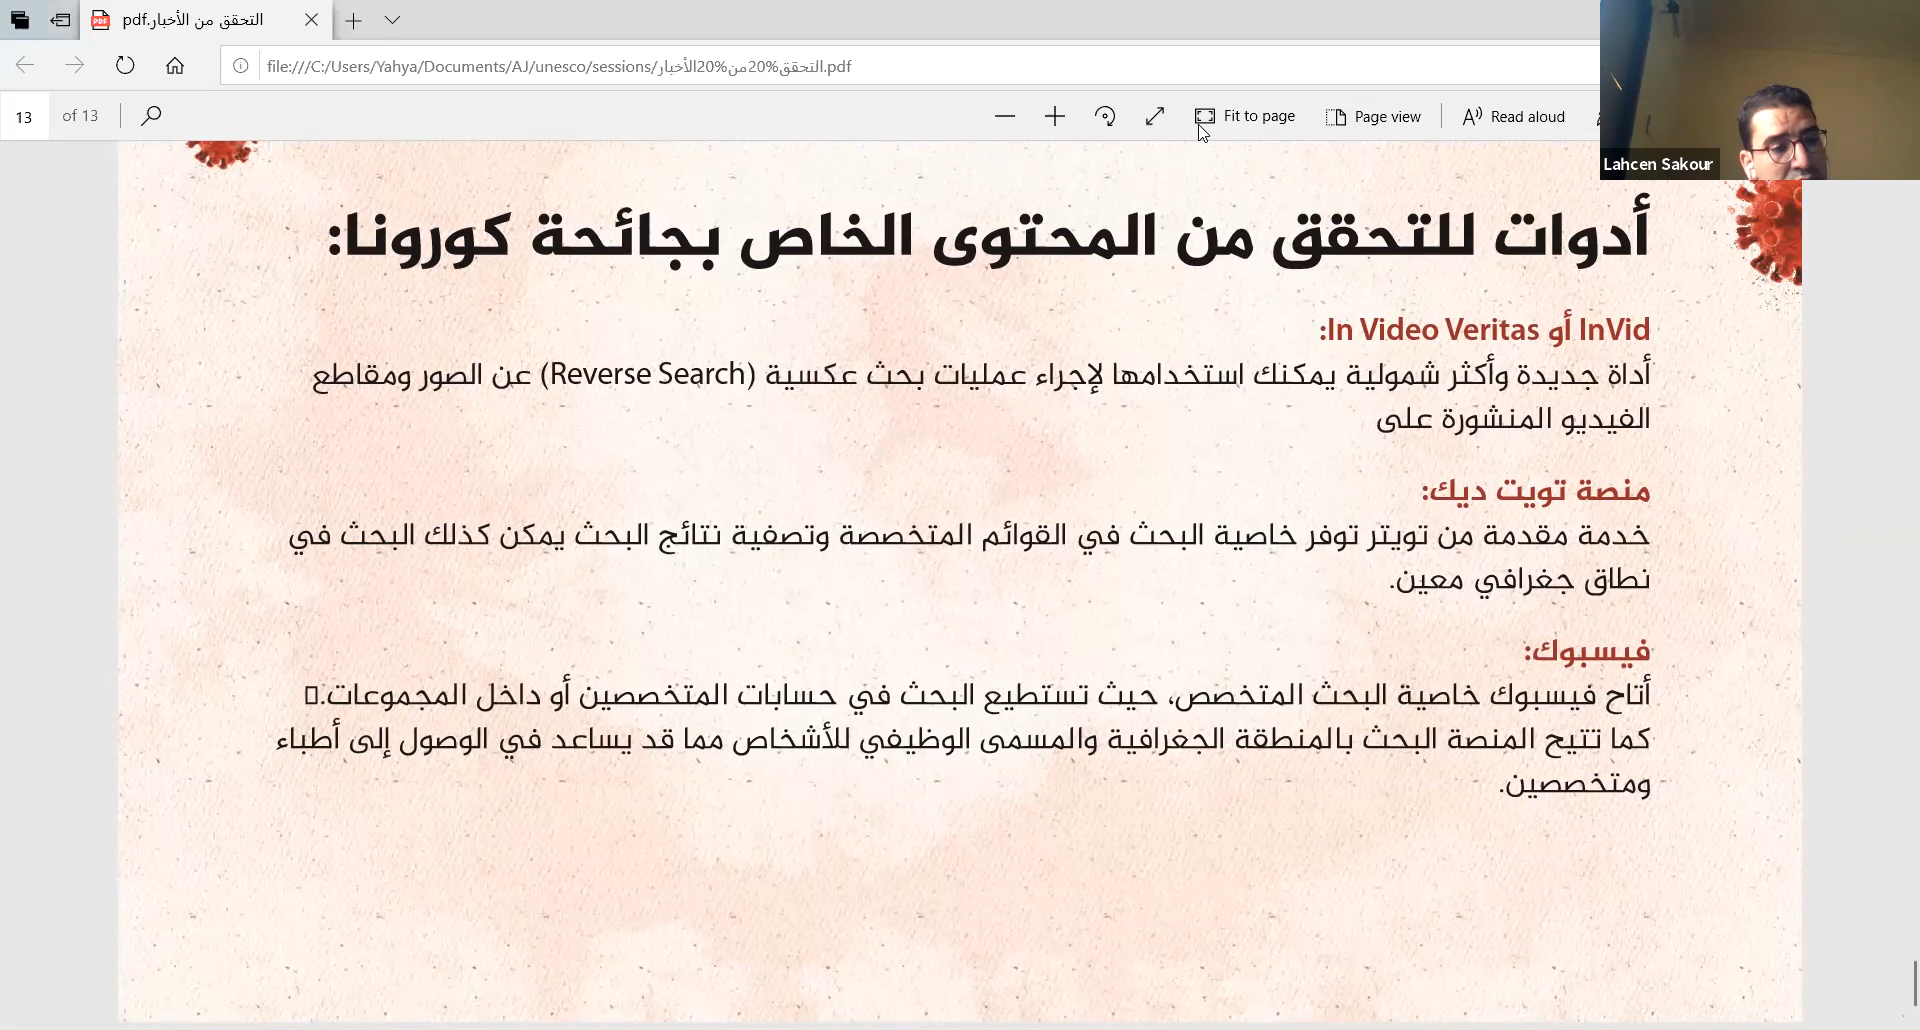 التحقق من الأخبار.pdf
file:///C:/Users/Yahya/Documents/AJ/unesco/sessions/التحقق%20من%20الأخبار.pdf
13 of 13
Fit to page
Page view
Read aloud
Lahcen Sakour
أدوات للتحقق من المحتوى الخاص بجائحة كورونا:
InVid أو In Video Veritas:
أداة جديدة وأكثر شمولية يمكنك استخدامها لإجراء عمليات بحث عكسية (Reverse Search) عن الصور ومقاطع
الفيديو المنشورة على
منصة تويت ديك:
خدمة مقدمة من تويتر توفر خاصية البحث في القوائم المتخصصة وتصفية نتائج البحث يمكن كذلك البحث في
نطاق جغرافي معين.
فيسبوك:
أتاح فيسبوك خاصية البحث المتخصص، حيث تستطيع البحث في حسابات المتخصصين أو داخل المجموعات.
كما تتيح المنصة البحث بالمنطقة الجغرافية والمسمى الوظيفي للأشخاص مما قد يساعد في الوصول إلى أطباء
ومتخصصين.